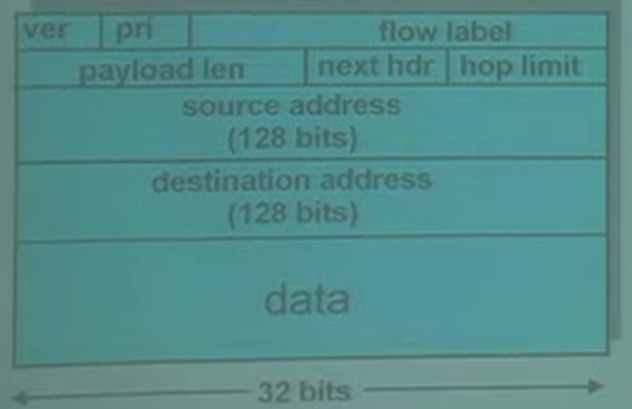 ver pri flow label
payload len next hdr hop limit
source address
(128 bits)
destination address
(128 bits)
data
32 bits